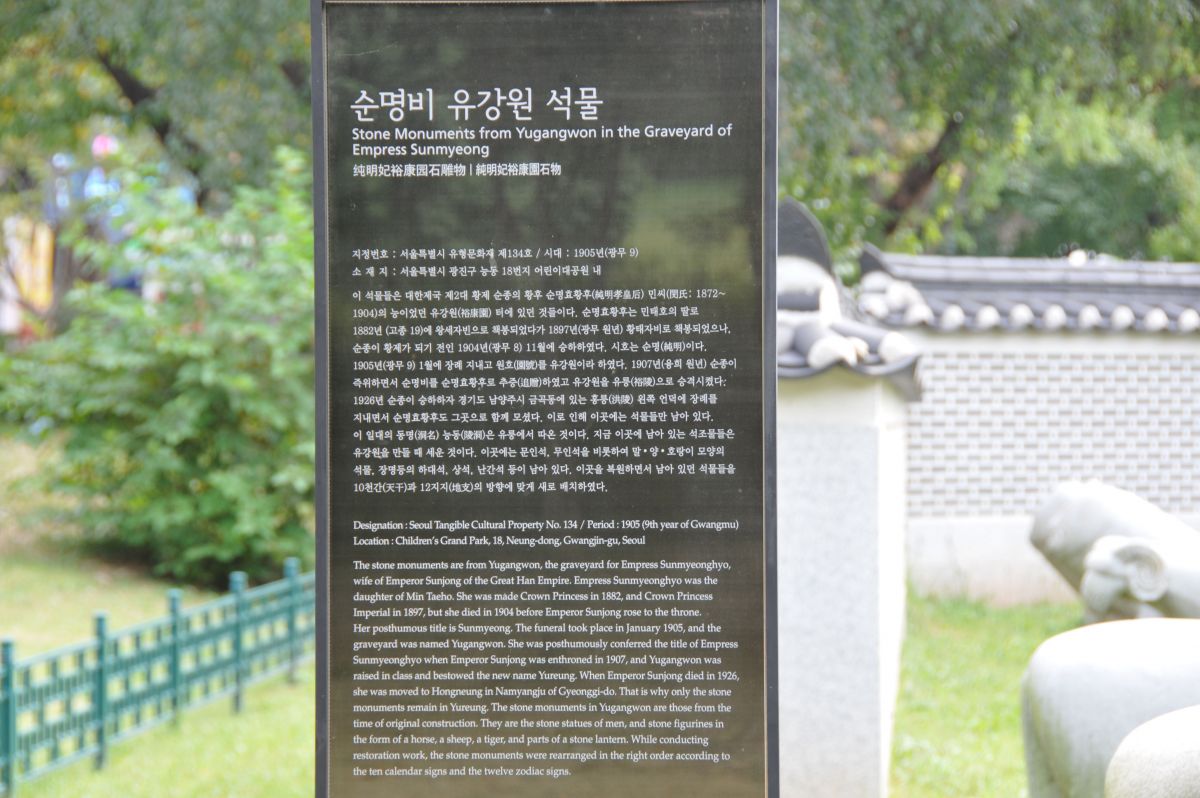 순명비 유강원 석물
Stone Monuments from Yugangwon in the Graveyard of
Empress Sunmyeong
纯明妃裕康园石雕物 | 純明妃裕康園石物
지정번호 : 서울특별시 유형문화재 제134호 / 시대 : 1905년(광무 9)
소 재 지 : 서울특별시 광진구 능동 18번지 어린이대공원 내
이 석물들은 대한제국 제2대 황제 순종의 황후 순명효황후(純明孝皇后) 민씨(閔氏: 1872~
1904)의 능이었던 유강원(裕康園) 터에 있던 것들이다. 순명효황후는 민태호의 딸로
1882년 (고종 19)에 왕세자빈으로 책봉되었다가 1897년(광무 원년) 황태자비로 책봉되었으나,
순종이 황제가 되기 전인 1904년(광무 8) 11월에 승하하였다. 시호는 순명(純明)이다.
1905년(광무 9) 1월에 장례 지내고 원호(園號)를 유강원이라 하였다. 1907년(융희 원년) 순종이
즉위하면서 순명비를 순명효황후로 추증(追贈)하였고 유강원을 유릉(裕陵)으로 승격시켰다;
1926년 순종이 승하하자 경기도 남양주시 금곡동에 있는 홍릉(洪陵) 왼쪽 언덕에 장례를
지내면서 순명효황후도 그곳으로 함께 모셨다. 이로 인해 이곳에는 석물들만 남아 있다.
이 일대의 동명(洞名) 능동(陵洞)은 유릉에서 따온 것이다. 지금 이곳에 남아 있는 석조물들은
유강원을 만들 때 세운 것이다. 이곳에는 문인석, 무인석을 비롯하여 말·양·호랑이 모양의
석물, 장명등의 하대석, 상석, 난간석 등이 남아 있다. 이곳을 복원하면서 남아 있던 석물들을
10천간(天干)과 12지지(地支)의 방향에 맞게 새로 배치하였다.
Designation : Seoul Tangible Cultural Property No. 134 / Period : 1905 (9th year of Gwangmu)
Location : Children's Grand Park, 18, Neung-dong, Gwangjin-gu, Seoul
The stone monuments are from Yugangwon, the graveyard for Empress Sunmyeonghyo,
wife of Emperor Sunjong of the Great Han Empire. Empress Sunmyeonghyo was the
daughter of Min Taeho. She was made Crown Princess in 1882, and Crown Princess
Imperial in 1897, but she died in 1904 before Emperor Sunjong rose to the throne.
Her posthumous title is Sunmyeong. The funeral took place in January 1905, and the
graveyard was named Yugangwon. She was posthumously conferred the title of Empress
Sunmyeonghyo when Emperor Sunjong was enthroned in 1907, and Yugangwon was
raised in class and bestowed the new name Yureung. When Emperor Sunjong died in 1926,
she was moved to Hongneung in Namyangju of Gyeonggi-do. That is why only the stone
monuments remain in Yureung. The stone monuments in Yugangwon are those from the
time of original construction. They are the stone statues of men, and stone figurines in
the form of a horse, a sheep, a tiger, and parts of a stone lantern. While conducting
restoration work, the stone monuments were rearranged in the right order according to
the ten calendar signs and the twelve zodiac signs.